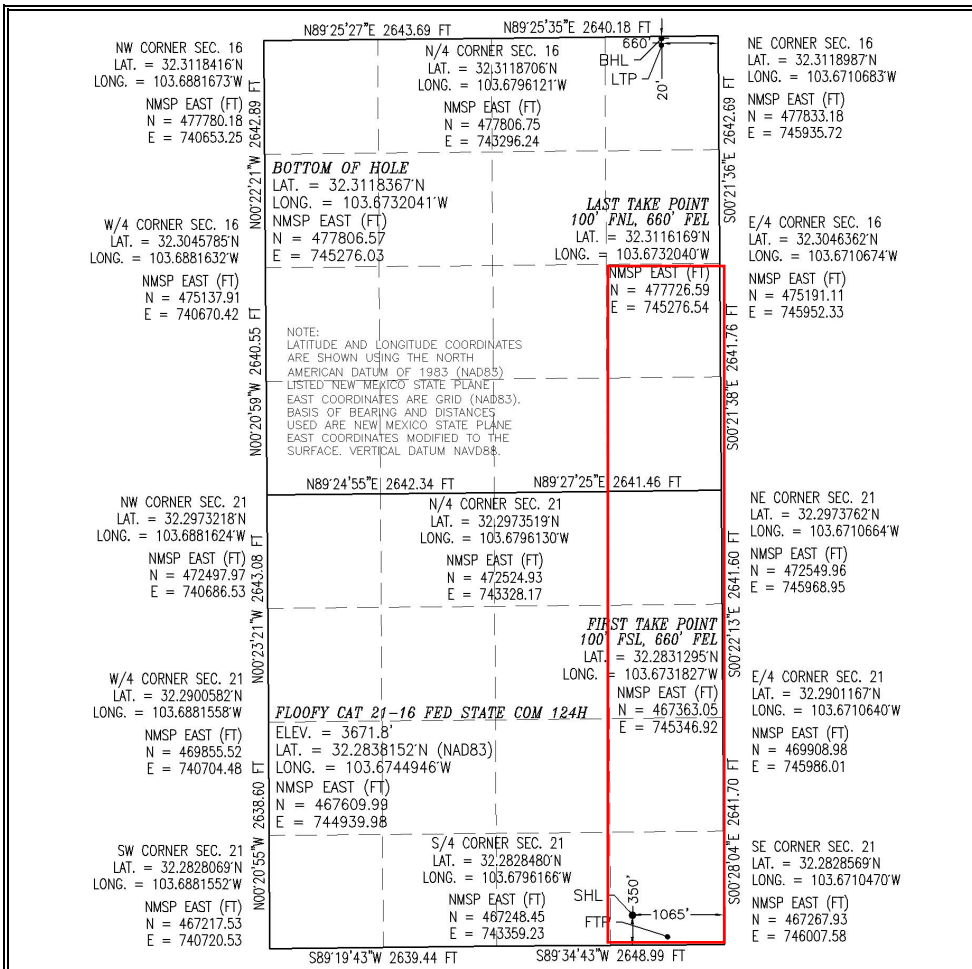 N89°25'27"E 2643.69 FT
N89°25'35"E 2640.18 FT
NW CORNER SEC. 16
LAT. = 32.3118416°N
LONG. = 103.6881673°W
NMSP EAST (FT)
N = 477780.18
E = 740653.25
N/4 CORNER SEC. 16
LAT. = 32.3118706°N
LONG. = 103.6796121°W
NMSP EAST (FT)
N = 477806.75
E = 743296.24
660'
BHL
LTP
20'
NE CORNER SEC. 16
LAT. = 32.3118987°N
LONG. = 103.6710683°W
NMSP EAST (FT)
N = 477833.18
E = 745935.72
N00°22'21"W 2642.89 FT
S00°21'36"E 2642.69 FT
BOTTOM OF HOLE
LAT. = 32.3118367°N
LONG. = 103.6732041°W
NMSP EAST (FT)
N = 477806.57
E = 745276.03
LAST TAKE POINT
100' FNL, 660' FEL
LAT. = 32.3116169°N
LONG. = 103.6732040°W
NMSP EAST (FT)
N = 477726.59
E = 745276.54
W/4 CORNER SEC. 16
LAT. = 32.3045785°N
LONG. = 103.6881632°W
NMSP EAST (FT)
N = 475137.91
E = 740670.42
E/4 CORNER SEC. 16
LAT. = 32.3046362°N
LONG. = 103.6710674°W
NMSP EAST (FT)
N = 475191.11
E = 745952.33
NOTE:
LATITUDE AND LONGITUDE COORDINATES
ARE SHOWN USING THE NORTH
AMERICAN DATUM OF 1983 (NAD83)
LISTED NEW MEXICO STATE PLANE
EAST COORDINATES ARE GRID (NAD83).
BASIS OF BEARING AND DISTANCES
USED ARE NEW MEXICO STATE PLANE
EAST COORDINATES MODIFIED TO THE
SURFACE. VERTICAL DATUM NAVD88.
N00°20'59"W 2640.55 FT
S00°21'38"E 2641.76 FT
N89°24'55"E 2642.34 FT
N89°27'25"E 2641.46 FT
NW CORNER SEC. 21
LAT. = 32.2973218°N
LONG. = 103.6881624°W
NMSP EAST (FT)
N = 472497.97
E = 740686.53
N/4 CORNER SEC. 21
LAT. = 32.2973519°N
LONG. = 103.6796130°W
NMSP EAST (FT)
N = 472524.93
E = 743328.17
NE CORNER SEC. 21
LAT. = 32.2973762°N
LONG. = 103.6710664°W
NMSP EAST (FT)
N = 472549.96
E = 745968.95
N00°23'21"W 2643.08 FT
S00°22'13"E 2641.60 FT
FIRST TAKE POINT
100' FSL, 660' FEL
LAT. = 32.2831295°N
LONG. = 103.6731827°W
NMSP EAST (FT)
N = 467363.05
E = 745346.92
W/4 CORNER SEC. 21
LAT. = 32.2900582°N
LONG. = 103.6881558°W
NMSP EAST (FT)
N = 469855.52
E = 740704.48
E/4 CORNER SEC. 21
LAT. = 32.2901167°N
LONG. = 103.6710640°W
NMSP EAST (FT)
N = 469908.98
E = 745986.01
FLOOFY CAT 21-16 FED STATE COM 124H
ELEV. = 3671.8'
LAT. = 32.2838152°N (NAD83)
LONG. = 103.6744946°W
NMSP EAST (FT)
N = 467609.99
E = 744939.98
N00°20'55"W 2638.60 FT
S00°28'04"E 2641.70 FT
SW CORNER SEC. 21
LAT. = 32.2828069°N
LONG. = 103.6881552°W
NMSP EAST (FT)
N = 467217.53
E = 740720.53
S/4 CORNER SEC. 21
LAT. = 32.2828480°N
LONG. = 103.6796166°W
NMSP EAST (FT)
N = 467248.45
E = 743359.23
SHL
FTP
350'
1065'
SE CORNER SEC. 21
LAT. = 32.2828569°N
LONG. = 103.6710470°W
NMSP EAST (FT)
N = 467267.93
E = 746007.58
S89°19'43"W 2639.44 FT
S89°34'43"W 2648.99 FT